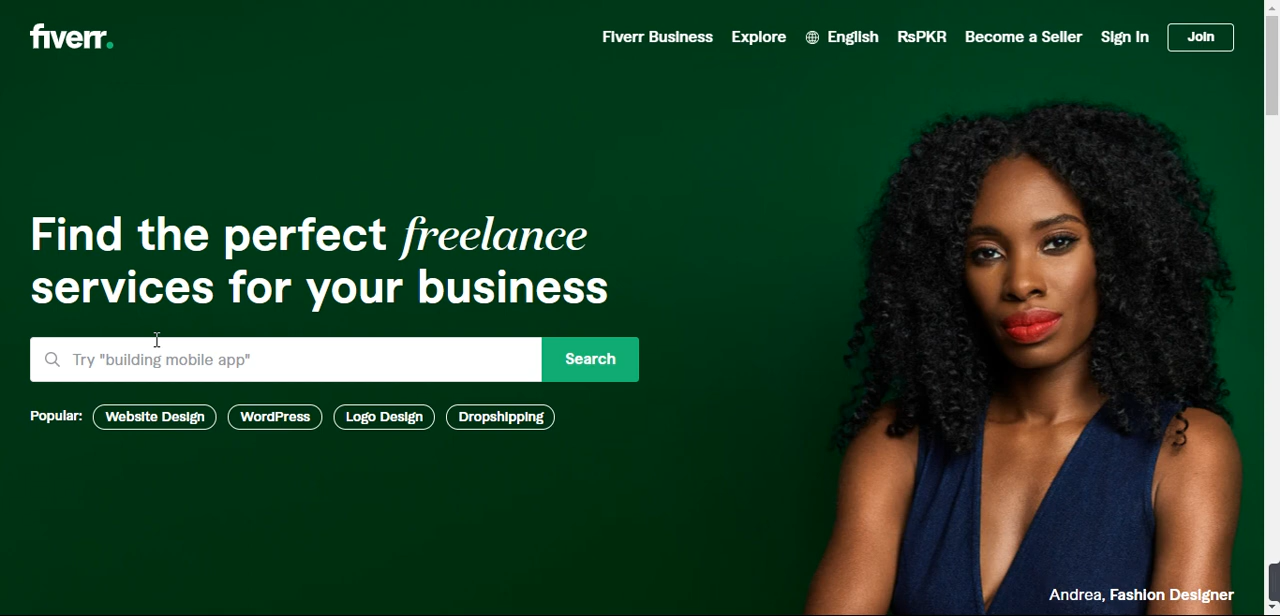 fiverr.
Fiverr Business Explore English RsPKR Become a Seller Sign In Join
Find the perfect freelance
services for your business
Try "building mobile app" Search
Popular: Website Design WordPress Logo Design Dropshipping
Andrea, Fashion Designer